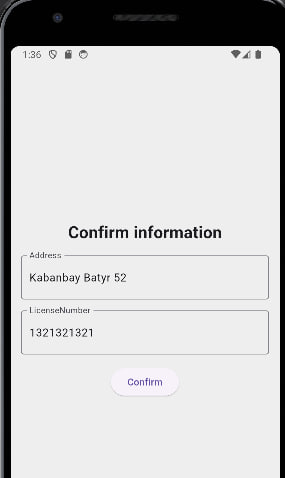 1:36
Confirm information
Address
Kabanbay Batyr 52
LicenseNumber
1321321321
Confirm